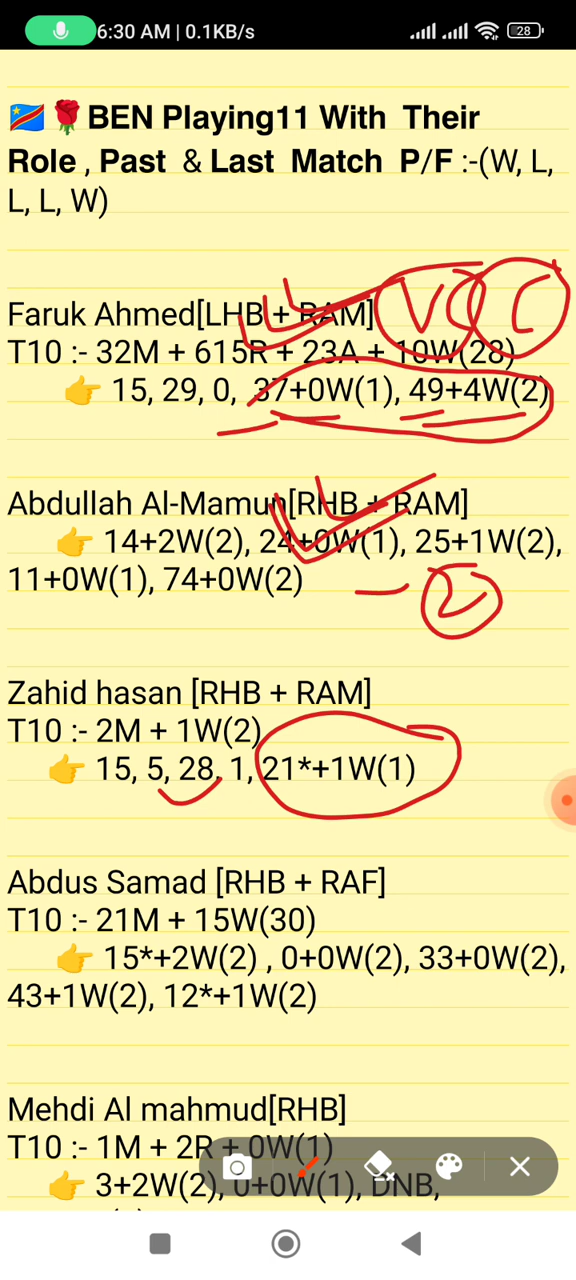 6:30 AM | 0.1KB/s 28
🇨🇩🌹BEN Playing11 With Their
Role , Past & Last Match P/F :-(W, L,
L, L, W)
Faruk Ahmed[LHB + RAM] VC C
T10 :- 32M + 615R + 23A + 10W(28)
👉 15, 29, 0, 37+0W(1), 49+4W(2)
Abdullah Al-Mamun[RHB + RAM]
👉 14+2W(2), 24+0W(1), 25+1W(2),
11+0W(1), 74+0W(2)
Zahid hasan [RHB + RAM]
T10 :- 2M + 1W(2)
👉 15, 5, 28, 1, 21*+1W(1)
Abdus Samad [RHB + RAF]
T10 :- 21M + 15W(30)
👉 15*+2W(2) , 0+0W(2), 33+0W(2),
43+1W(2), 12*+1W(2)
Mehdi Al mahmud[RHB]
T10 :- 1M + 2R + 0W(1)
👉 3+2W(2), 0+0W(1), DNB,